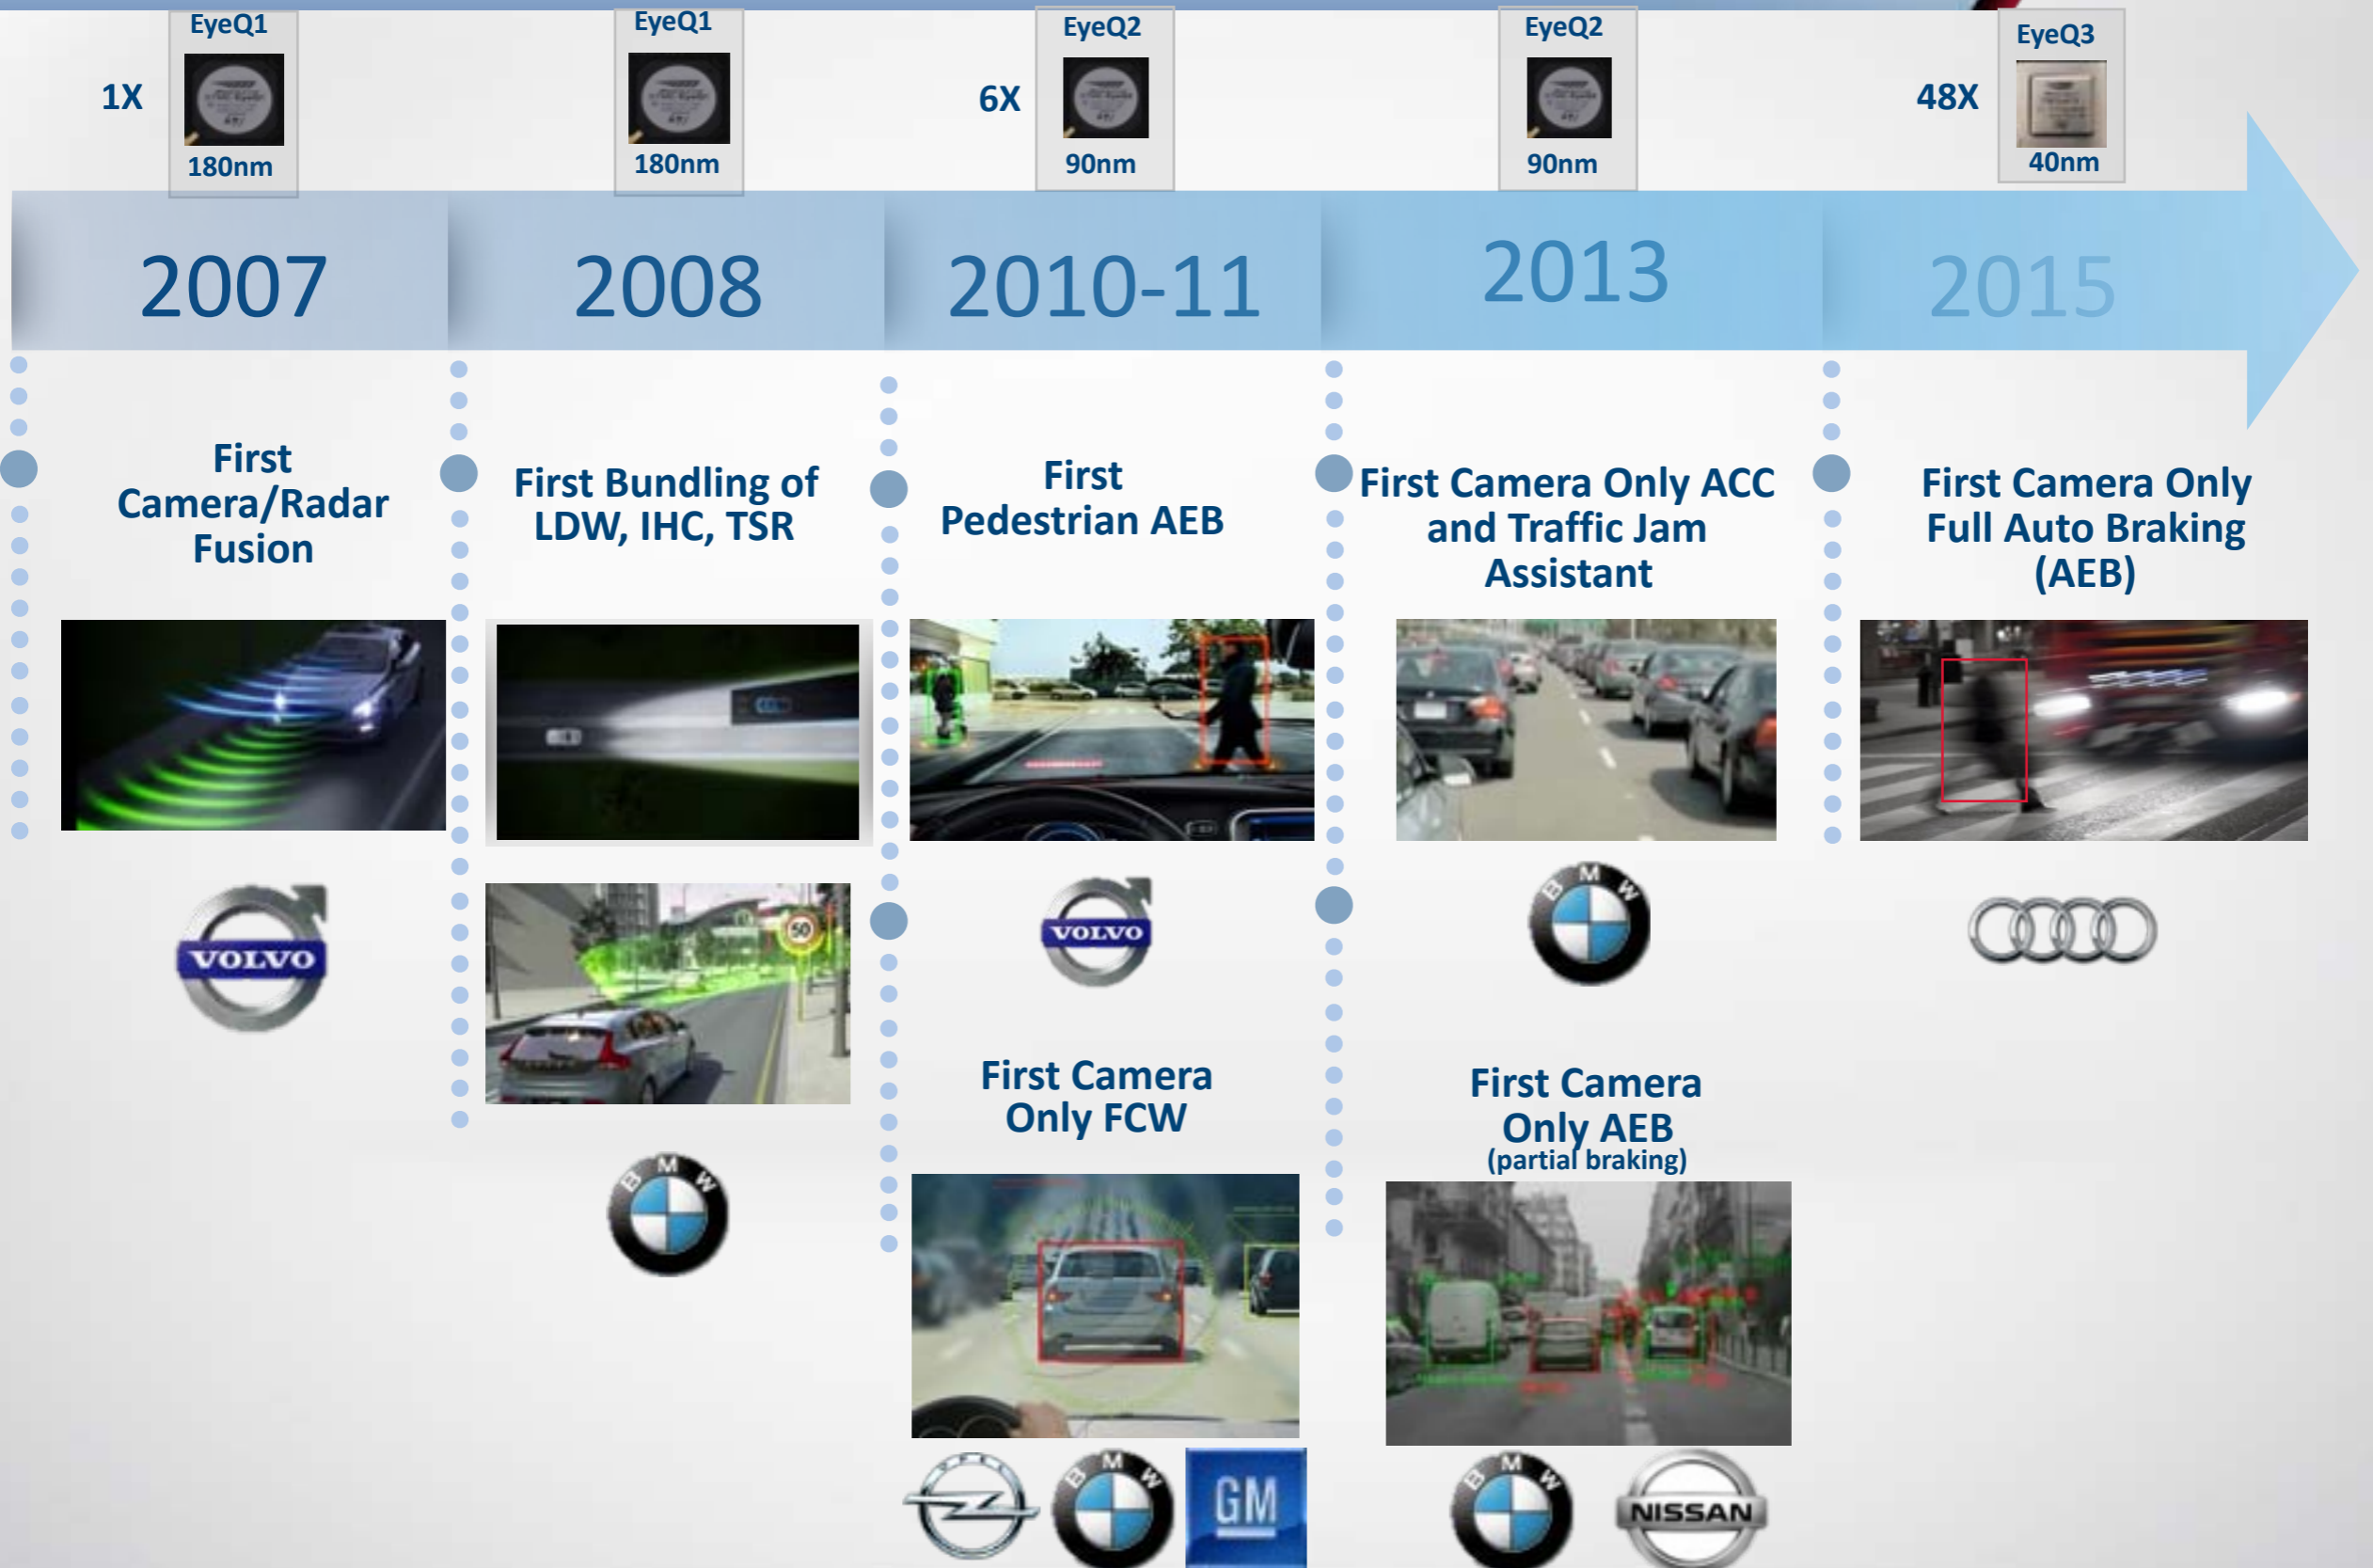 EyeQ1
1X
180nm
EyeQ1
180nm
EyeQ2
6X
90nm
EyeQ2
90nm
EyeQ3
48X
40nm
2007
2008
2010-11
2013
2015
First
Camera/Radar
Fusion
VOLVO
First Bundling of
LDW, IHC, TSR
50
BMW
First
Pedestrian AEB
VOLVO
First Camera
Only FCW
OPEL
BMW
GM
First Camera Only ACC
and Traffic Jam
Assistant
BMW
First Camera
Only AEB
(partial braking)
BMW
NISSAN
First Camera Only
Full Auto Braking
(AEB)